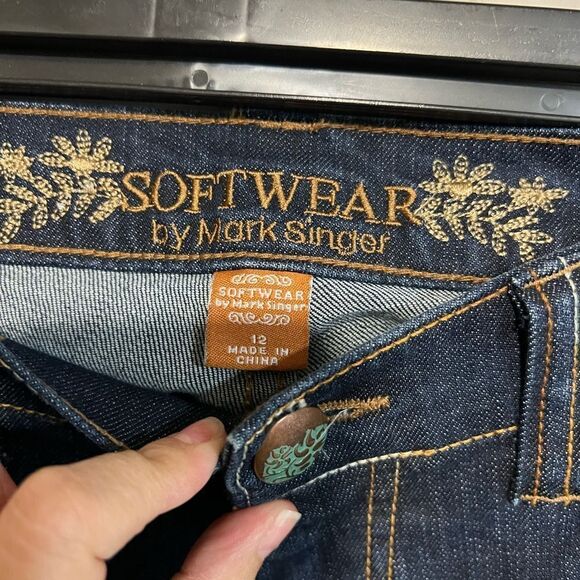 SOFTWEAR
by Mark Singer
SOFTWEAR
by Mark Singer
12
MADE IN
CHINA